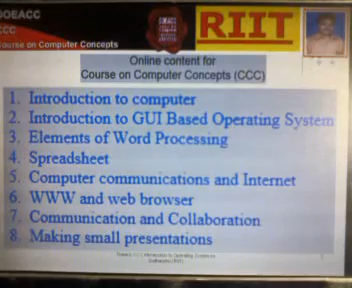 DOEACC
CCC
Course on Computer Concepts
RIIT
Online content for
Course on Computer Concepts (CCC)
1. Introduction to computer
2. Introduction to GUI Based Operating System
3. Elements of Word Processing
4. Spreadsheet
5. Computer communications and Internet
6. WWW and web browser
7. Communication and Collaboration
8. Making small presentations